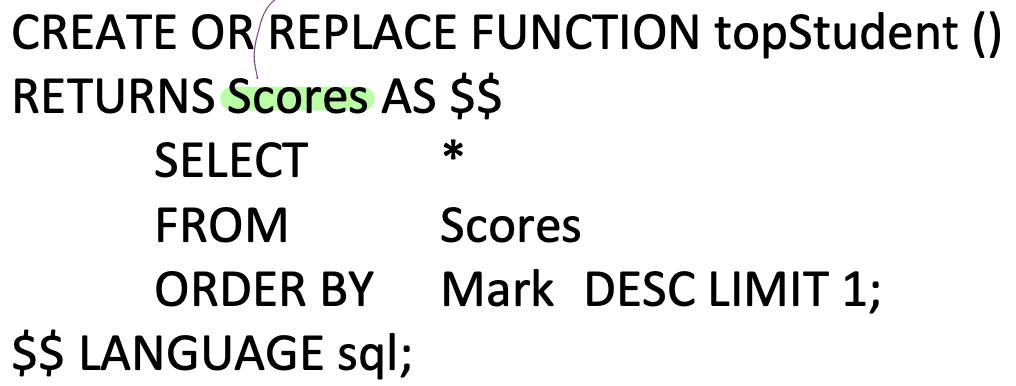 CREATE OR REPLACE FUNCTION topStudent ()
RETURNS Scores AS $$
SELECT *
FROM Scores
ORDER BY Mark DESC LIMIT 1;
$$ LANGUAGE sql;